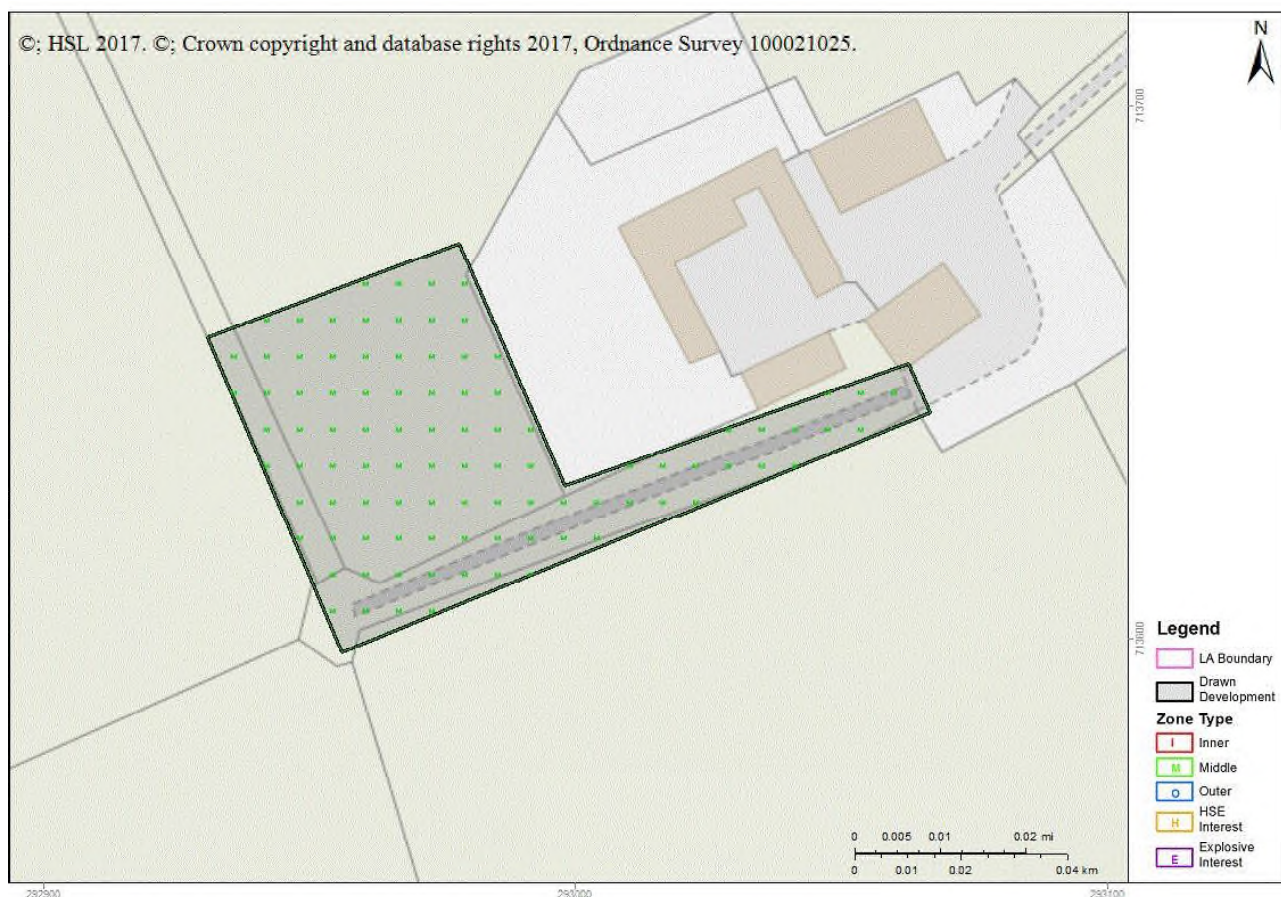 ©; HSL 2017. ©; Crown copyright and database rights 2017, Ordnance Survey 100021025.
N
713700
713600
Legend
LA Boundary
Drawn
Development
Zone Type
I Inner
M Middle
O Outer
H HSE
Interest
E Explosive
Interest
0 0.005 0.01 0.02 mi
0 0.01 0.02 0.04 km
292900 293000 293100
M M M M
M M M M M M
M M M M M M M M M
M M M M M M M M M M M M
M M M M M M M M M M M M M M
M M M M M M M M M M M M M M M
M M M M M M M M M M M M M
M M M M M M M M M M
M M M M M M M
M M M M